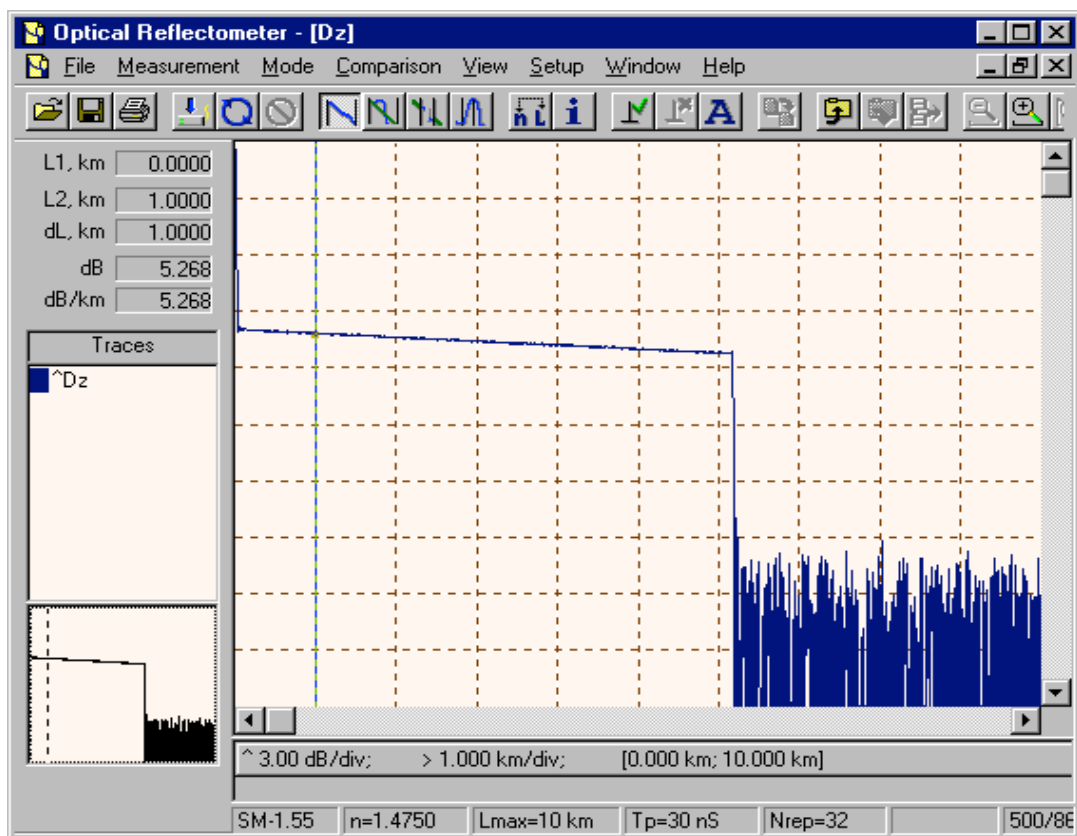 Optical Reflectometer - [Dz]
File Measurement Mode Comparison View Setup Window Help
L1, km 0.0000
L2, km 1.0000
dL, km 1.0000
dB 5.268
dB/km 5.268
Traces
^Dz
^ 3.00 dB/div; > 1.000 km/div; [0.000 km; 10.000 km]
SM-1.55 n=1.4750 Lmax=10 km Tp=30 nS Nrep=32 500/86